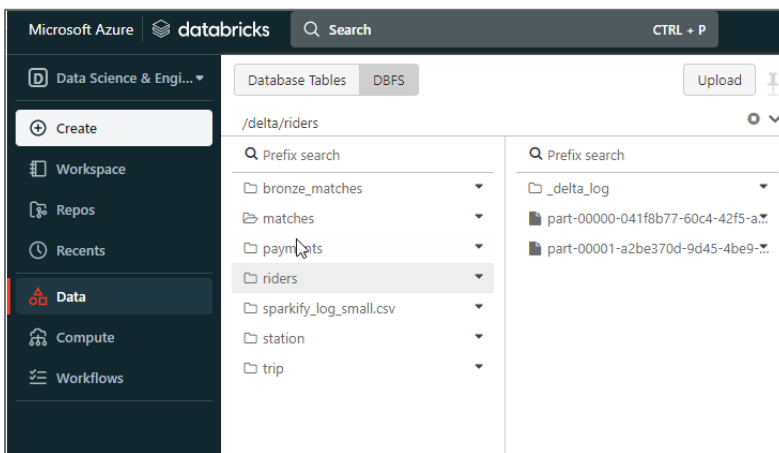 Microsoft Azure databricks Search CTRL + P
Data Science & Engi...
Create
Workspace
Repos
Recents
Data
Compute
Workflows
Database Tables DBFS Upload
/delta/riders
Prefix search
bronze_matches
matches
payments
riders
sparkify_log_small.csv
station
trip
Prefix search
_delta_log
part-00000-041f8b77-60c4-42f5-a...
part-00001-a2be370d-9d45-4be9-...